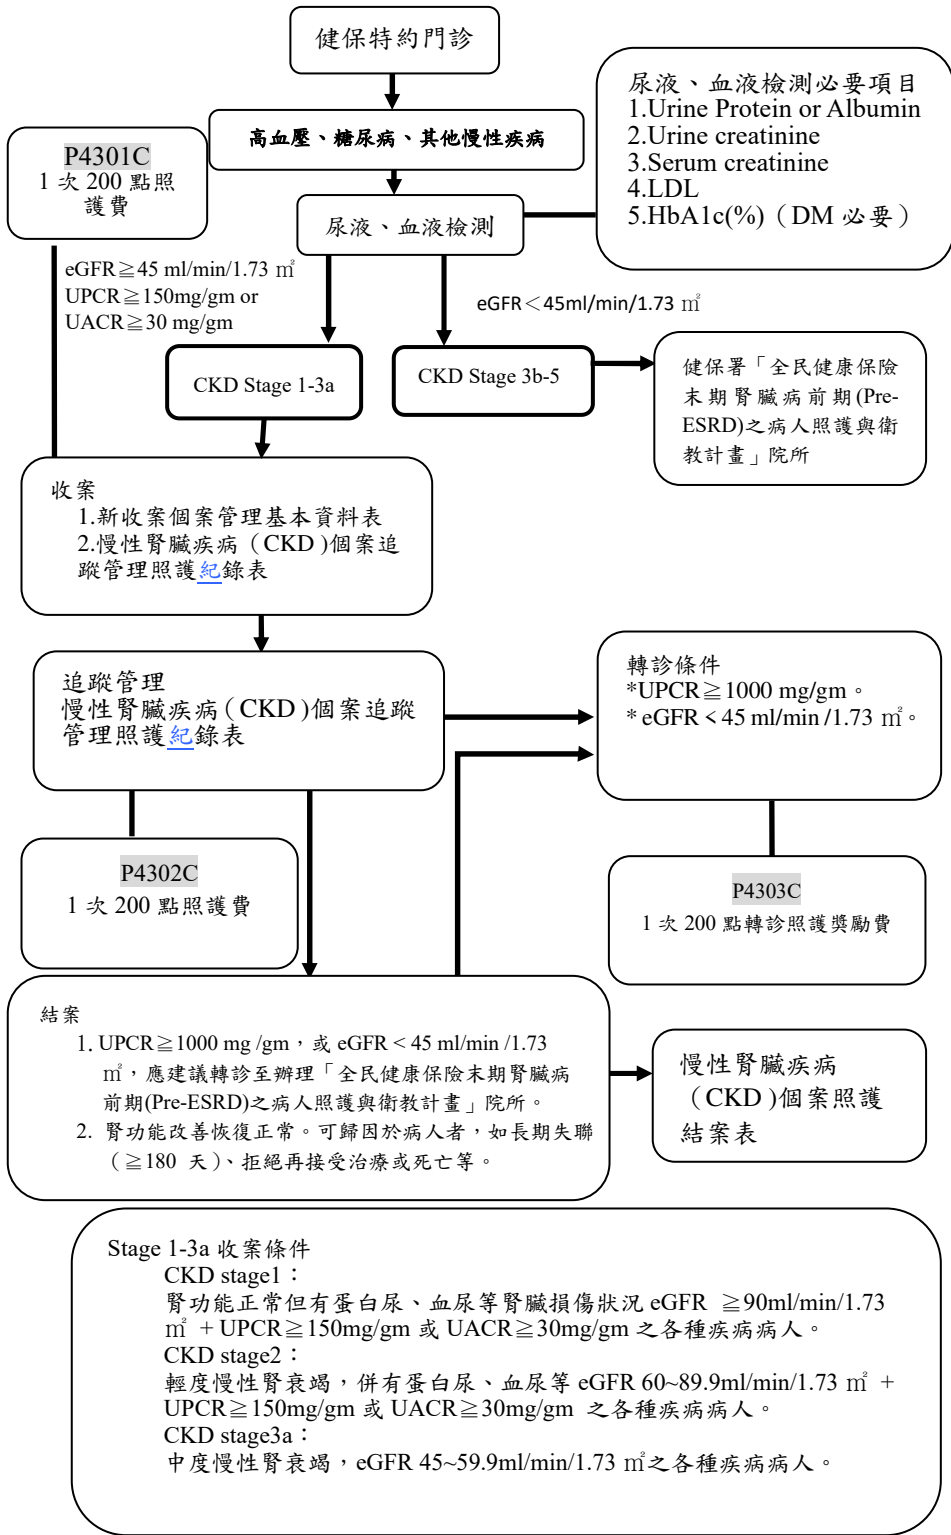 健保特約門診
高血壓、糖尿病、其他慢性疾病
尿液、血液檢測
尿液、血液檢測必要項目
1.Urine Protein or Albumin
2.Urine creatinine
3.Serum creatinine
4.LDL
5.HbA1c(%)（DM 必要）
P4301C
1 次 200 點照
護費
eGFR≧45 ml/min/1.73 ㎡
UPCR≧150mg/gm or
UACR≧30 mg/gm
eGFR＜45ml/min/1.73 ㎡
CKD Stage 1-3a
CKD Stage 3b-5
健保署「全民健康保險
末期腎臟病前期(Pre-
ESRD)之病人照護與衛
教計畫」院所
收案
1.新收案個案管理基本資料表
2.慢性腎臟疾病（CKD )個案追
蹤管理照護紀錄表
追蹤管理
慢性腎臟疾病(CKD)個案追蹤
管理照護紀錄表
轉診條件
*UPCR≧1000 mg/gm。
* eGFR < 45 ml/min /1.73 ㎡。
P4302C
1 次 200 點照護費
P4303C
1 次 200 點轉診照護獎勵費
結案
1. UPCR≧1000 mg /gm，或 eGFR < 45 ml/min /1.73
㎡，應建議轉診至辦理「全民健康保險末期腎臟病
前期(Pre-ESRD)之病人照護與衛教計畫」院所。
2. 腎功能改善恢復正常。可歸因於病人者，如長期失聯
（≧180 天）、拒絕再接受治療或死亡等。
慢性腎臟疾病
（CKD )個案照護
結案表
Stage 1-3a 收案條件
CKD stage1：
腎功能正常但有蛋白尿、血尿等腎臟損傷狀況 eGFR ≧90ml/min/1.73
㎡ + UPCR≧150mg/gm 或 UACR≧30mg/gm 之各種疾病病人。
CKD stage2：
輕度慢性腎衰竭，併有蛋白尿、血尿等 eGFR 60~89.9ml/min/1.73 ㎡ +
UPCR≧150mg/gm 或 UACR≧30mg/gm 之各種疾病病人。
CKD stage3a：
中度慢性腎衰竭，eGFR 45~59.9ml/min/1.73 ㎡之各種疾病病人。